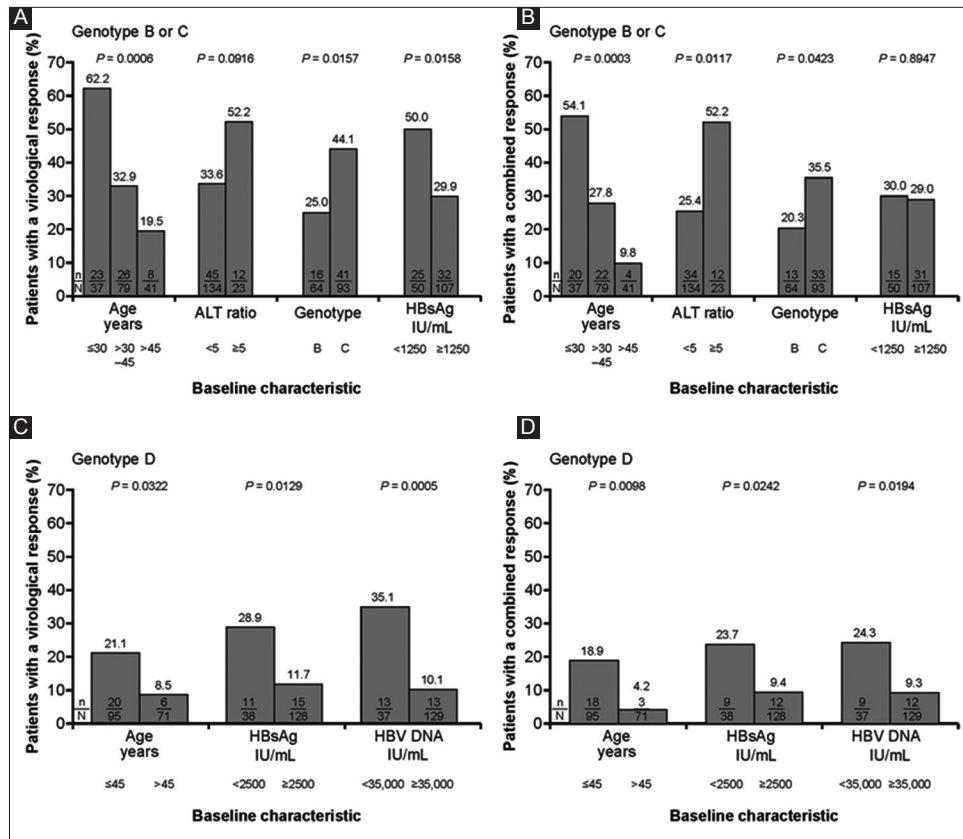 A
Genotype B or C
Patients with a virological response (%)
P = 0.0006 P = 0.0916 P = 0.0157 P = 0.0158
70
60
50
40
30
20
10
0
62.2 32.9 19.5 33.6 52.2 25.0 44.1 50.0 29.9
n 23 26 8 45 12 16 41 25 32
N 37 79 41 134 23 64 93 50 107
Age years ALT ratio Genotype HBsAg IU/mL
≤30 >30 –45 >45 <5 ≥5 B C <1250 ≥1250
Baseline characteristic
B
Genotype B or C
Patients with a combined response (%)
P = 0.0003 P = 0.0117 P = 0.0423 P = 0.8947
70
60
50
40
30
20
10
0
54.1 27.8 9.8 25.4 52.2 20.3 35.5 30.0 29.0
n 20 22 4 34 12 13 33 15 31
N 37 79 41 134 23 64 93 50 107
Age years ALT ratio Genotype HBsAg IU/mL
≤30 >30 –45 >45 <5 ≥5 B C <1250 ≥1250
Baseline characteristic
C
Genotype D
Patients with a virological response (%)
P = 0.0322 P = 0.0129 P = 0.0005
70
60
50
40
30
20
10
0
21.1 8.5 28.9 11.7 35.1 10.1
n 20 6 11 15 13 13
N 95 71 38 128 37 129
Age years HBsAg IU/mL HBV DNA IU/mL
≤45 >45 <2500 ≥2500 <35,000 ≥35,000
Baseline characteristic
D
Genotype D
Patients with a combined response (%)
P = 0.0098 P = 0.0242 P = 0.0194
70
60
50
40
30
20
10
0
18.9 4.2 23.7 9.4 24.3 9.3
n 18 3 9 12 9 12
N 95 71 38 128 37 129
Age years HBsAg IU/mL HBV DNA IU/mL
≤45 >45 <2500 ≥2500 <35,000 ≥35,000
Baseline characteristic